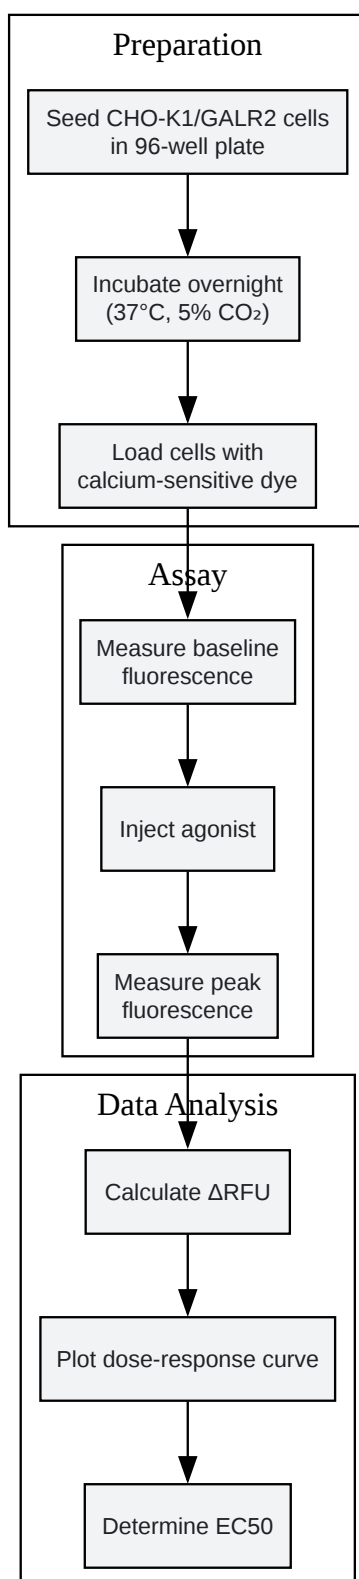 Preparation
Seed CHO-K1/GALR2 cells
in 96-well plate
Incubate overnight
(37°C, 5% CO₂)
Load cells with
calcium-sensitive dye
Assay
Measure baseline
fluorescence
Inject agonist
Measure peak
fluorescence
Data Analysis
Calculate ΔRFU
Plot dose-response curve
Determine EC50